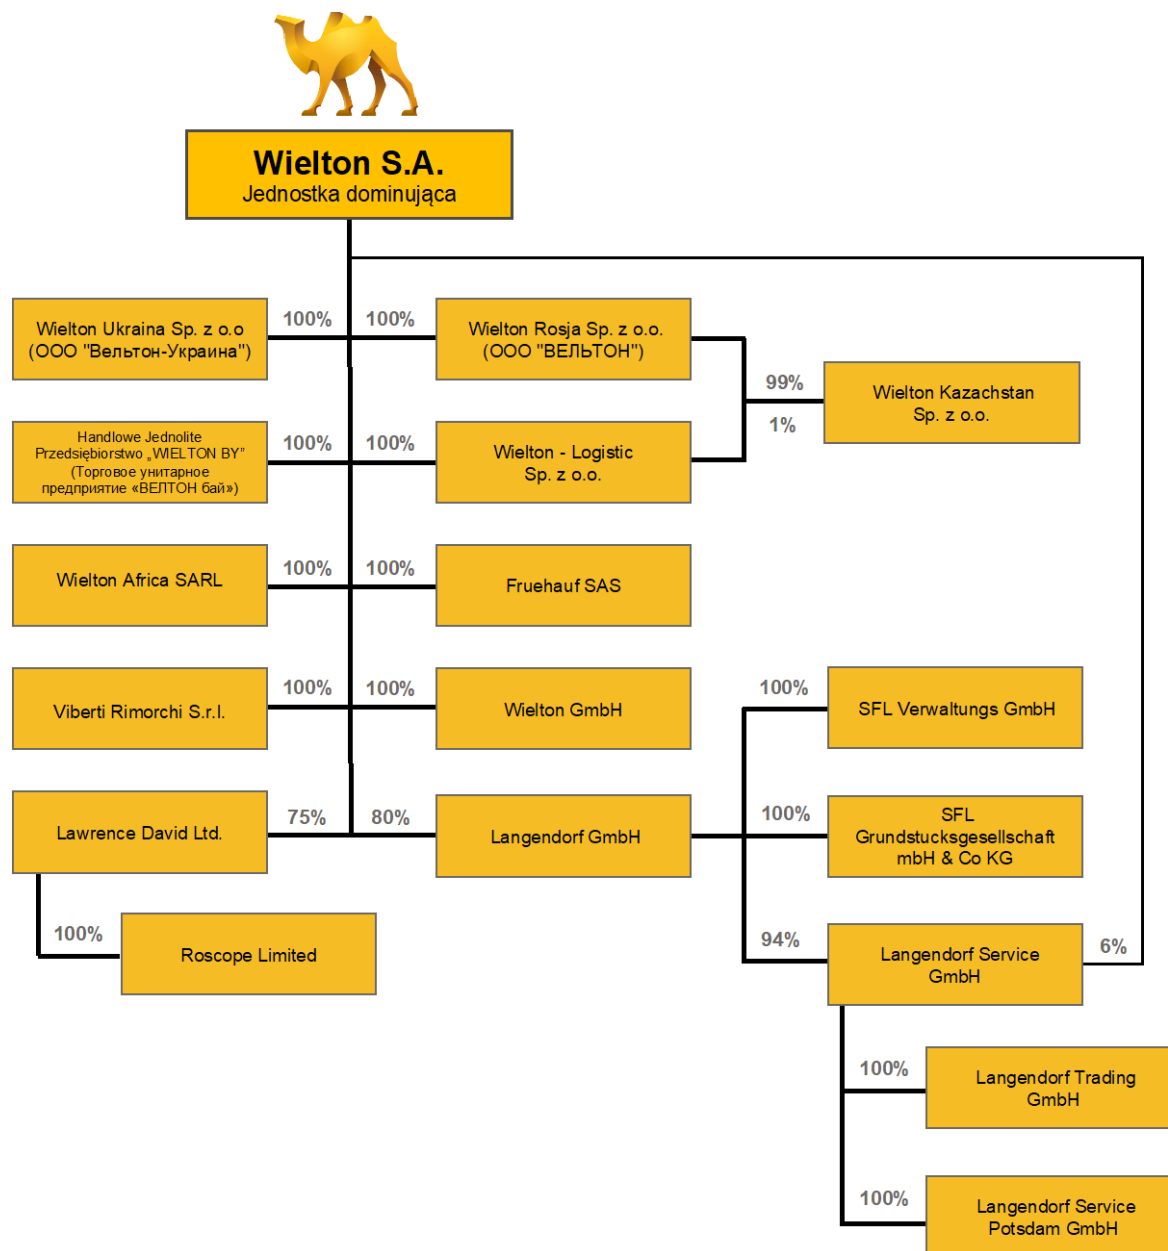 Wielton S.A.
Jednostka dominująca
Wielton Ukraina Sp. z o.o
(ООО "Вельтон-Украина")
100%
100%
Wielton Rosja Sp. z o.o.
(ООО "ВЕЛЬТОН")
99%
1%
Wielton Kazachstan
Sp. z o.o.
Handlowe Jednolite
Przedsiębiorstwo „WIELTON BY”
(Торговое унитарное
предприятие «ВЕЛТОН бай»)
100%
100%
Wielton - Logistic
Sp. z o.o.
Wielton Africa SARL
100%
100%
Fruehauf SAS
Viberti Rimorchi S.r.l.
100%
100%
Wielton GmbH
100%
SFL Verwaltungs GmbH
Lawrence David Ltd.
75%
80%
Langendorf GmbH
100%
SFL
Grundstucksgesellschaft
mbH & Co KG
100%
Roscope Limited
94%
Langendorf Service
GmbH
6%
100%
Langendorf Trading
GmbH
100%
Langendorf Service
Potsdam GmbH